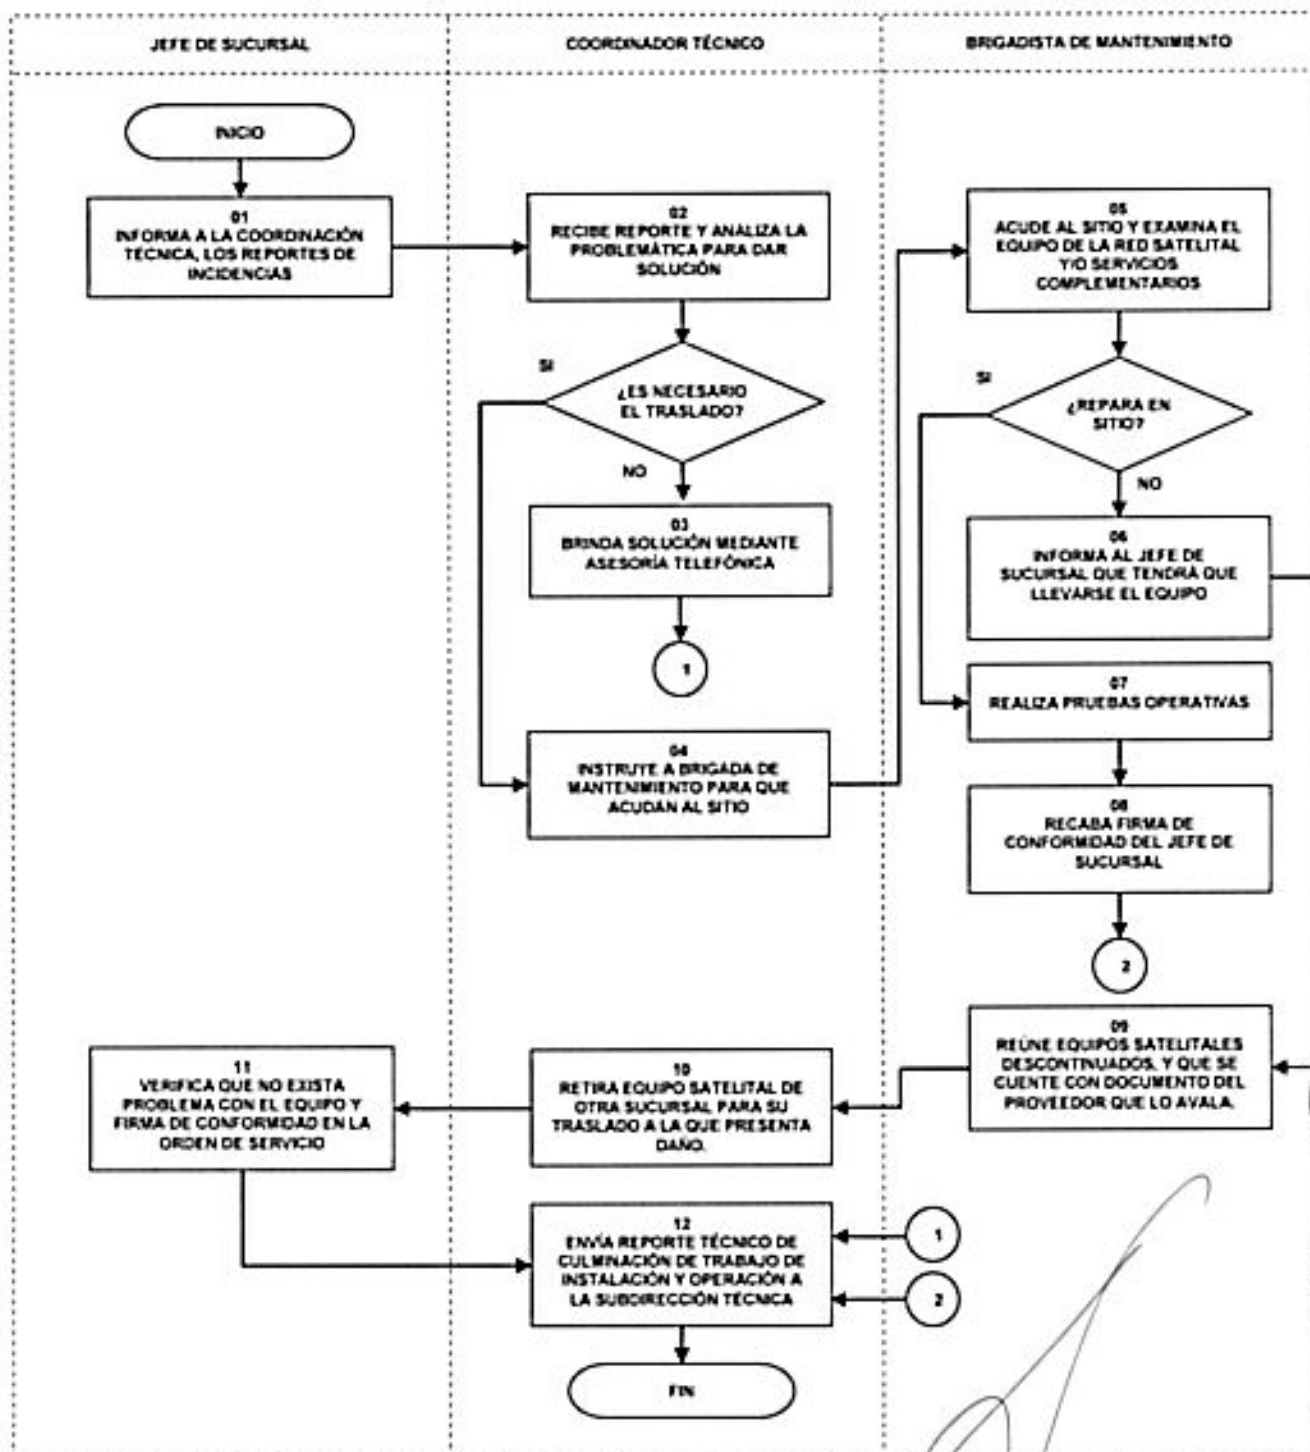 JEFE DE SUCURSAL
COORDINADOR TÉCNICO
BRIGADISTA DE MANTENIMIENTO
INICIO
01
INFORMA A LA COORDINACIÓN
TÉCNICA, LOS REPORTES DE
INCIDENCIAS
02
RECIBE REPORTE Y ANALIZA LA
PROBLEMÁTICA PARA DAR
SOLUCIÓN
SI
¿ES NECESARIO
EL TRASLADO?
NO
03
BRINDA SOLUCIÓN MEDIANTE
ASESORÍA TELEFÓNICA
1
04
INSTRUYE A BRIGADA DE
MANTENIMIENTO PARA QUE
ACUDAN AL SITIO
05
ACUDE AL SITIO Y EXAMINA EL
EQUIPO DE LA RED SATELITAL
Y/O SERVICIOS
COMPLEMENTARIOS
SI
¿REPARA EN
SITIO?
NO
06
INFORMA AL JEFE DE
SUCURSAL QUE TENDRÁ QUE
LLEVARSE EL EQUIPO
07
REALIZA PRUEBAS OPERATIVAS
08
RECABA FIRMA DE
CONFORMIDAD DEL JEFE DE
SUCURSAL
2
09
REÚNE EQUIPOS SATELITALES
DESCONTINUADOS, Y QUE SE
CUENTE CON DOCUMENTO DEL
PROVEEDOR QUE LO AVALA.
10
RETIRA EQUIPO SATELITAL DE
OTRA SUCURSAL PARA SU
TRASLADO A LA QUE PRESENTA
DAÑO.
11
VERIFICA QUE NO EXISTA
PROBLEMA CON EL EQUIPO Y
FIRMA DE CONFORMIDAD EN LA
ORDEN DE SERVICIO
12
ENVÍA REPORTE TÉCNICO DE
CULMINACIÓN DE TRABAJO DE
INSTALACIÓN Y OPERACIÓN A
LA SUBDIRECCIÓN TÉCNICA
1
2
FIN